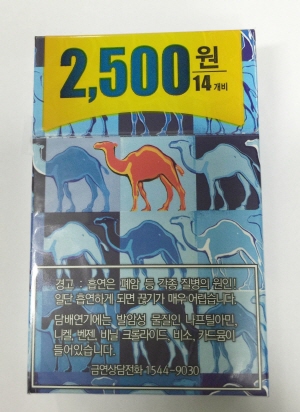 2,500원
14 개비
경고 : 흡연은 폐암 등 각종 질병의 원인!!
일단 흡연하게 되면 끊기가 매우 어렵습니다.
담배연기에는, 발암성 물질인 나프틸아민,
니켈, 벤젠, 비닐 크롤라이드, 비소, 카드뮴이
들어있습니다.
금연상담전화 1544-9030